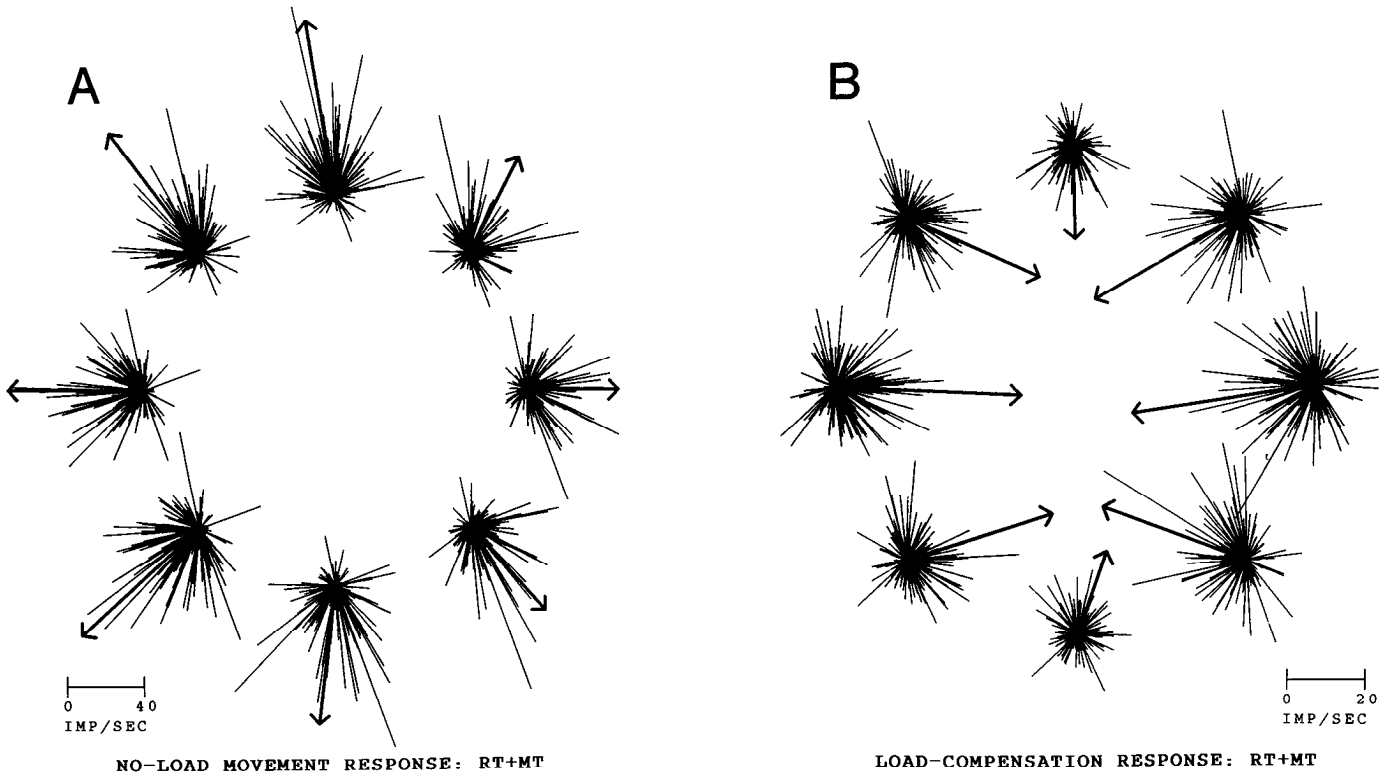 A
B
0 40
IMP/SEC
0 20
IMP/SEC
NO-LOAD MOVEMENT RESPONSE: RT+MT
LOAD-COMPENSATION RESPONSE: RT+MT